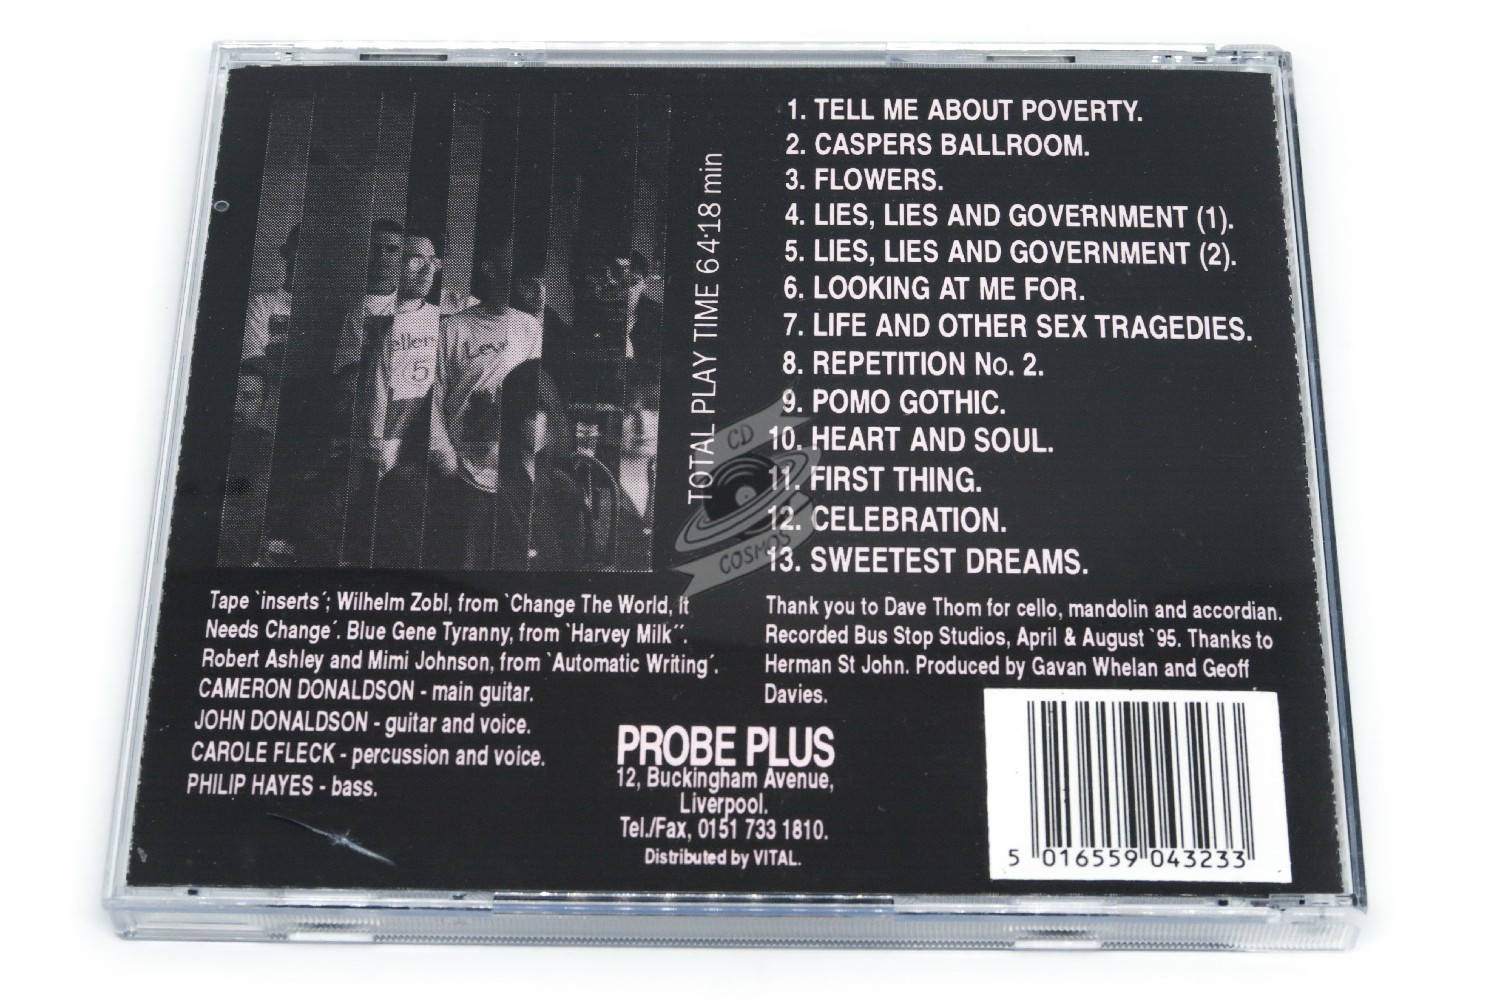 1. TELL ME ABOUT POVERTY.
2. CASPERS BALLROOM.
3. FLOWERS.
4. LIES, LIES AND GOVERNMENT (1).
5. LIES, LIES AND GOVERNMENT (2).
6. LOOKING AT ME FOR.
7. LIFE AND OTHER SEX TRAGEDIES.
8. REPETITION No. 2.
9. POMO GOTHIC.
10. HEART AND SOUL.
11. FIRST THING.
12. CELEBRATION.
13. SWEETEST DREAMS.
TOTAL PLAY TIME 64·18 min
ellers
5
Lev
CD
COSMOS
Tape `inserts´; Wilhelm Zobl, from `Change The World, It
Needs Change´. Blue Gene Tyranny, from `Harvey Milk´´.
Robert Ashley and Mimi Johnson, from `Automatic Writing´.
CAMERON DONALDSON - main guitar.
JOHN DONALDSON - guitar and voice.
CAROLE FLECK - percussion and voice.
PHILIP HAYES - bass.
Thank you to Dave Thom for cello, mandolin and accordian.
Recorded Bus Stop Studios, April & August `95. Thanks to
Herman St John. Produced by Gavan Whelan and Geoff
Davies.
PROBE PLUS
12, Buckingham Avenue,
Liverpool.
Tel./Fax, 0151 733 1810.
Distributed by VITAL.
5 016559 043233